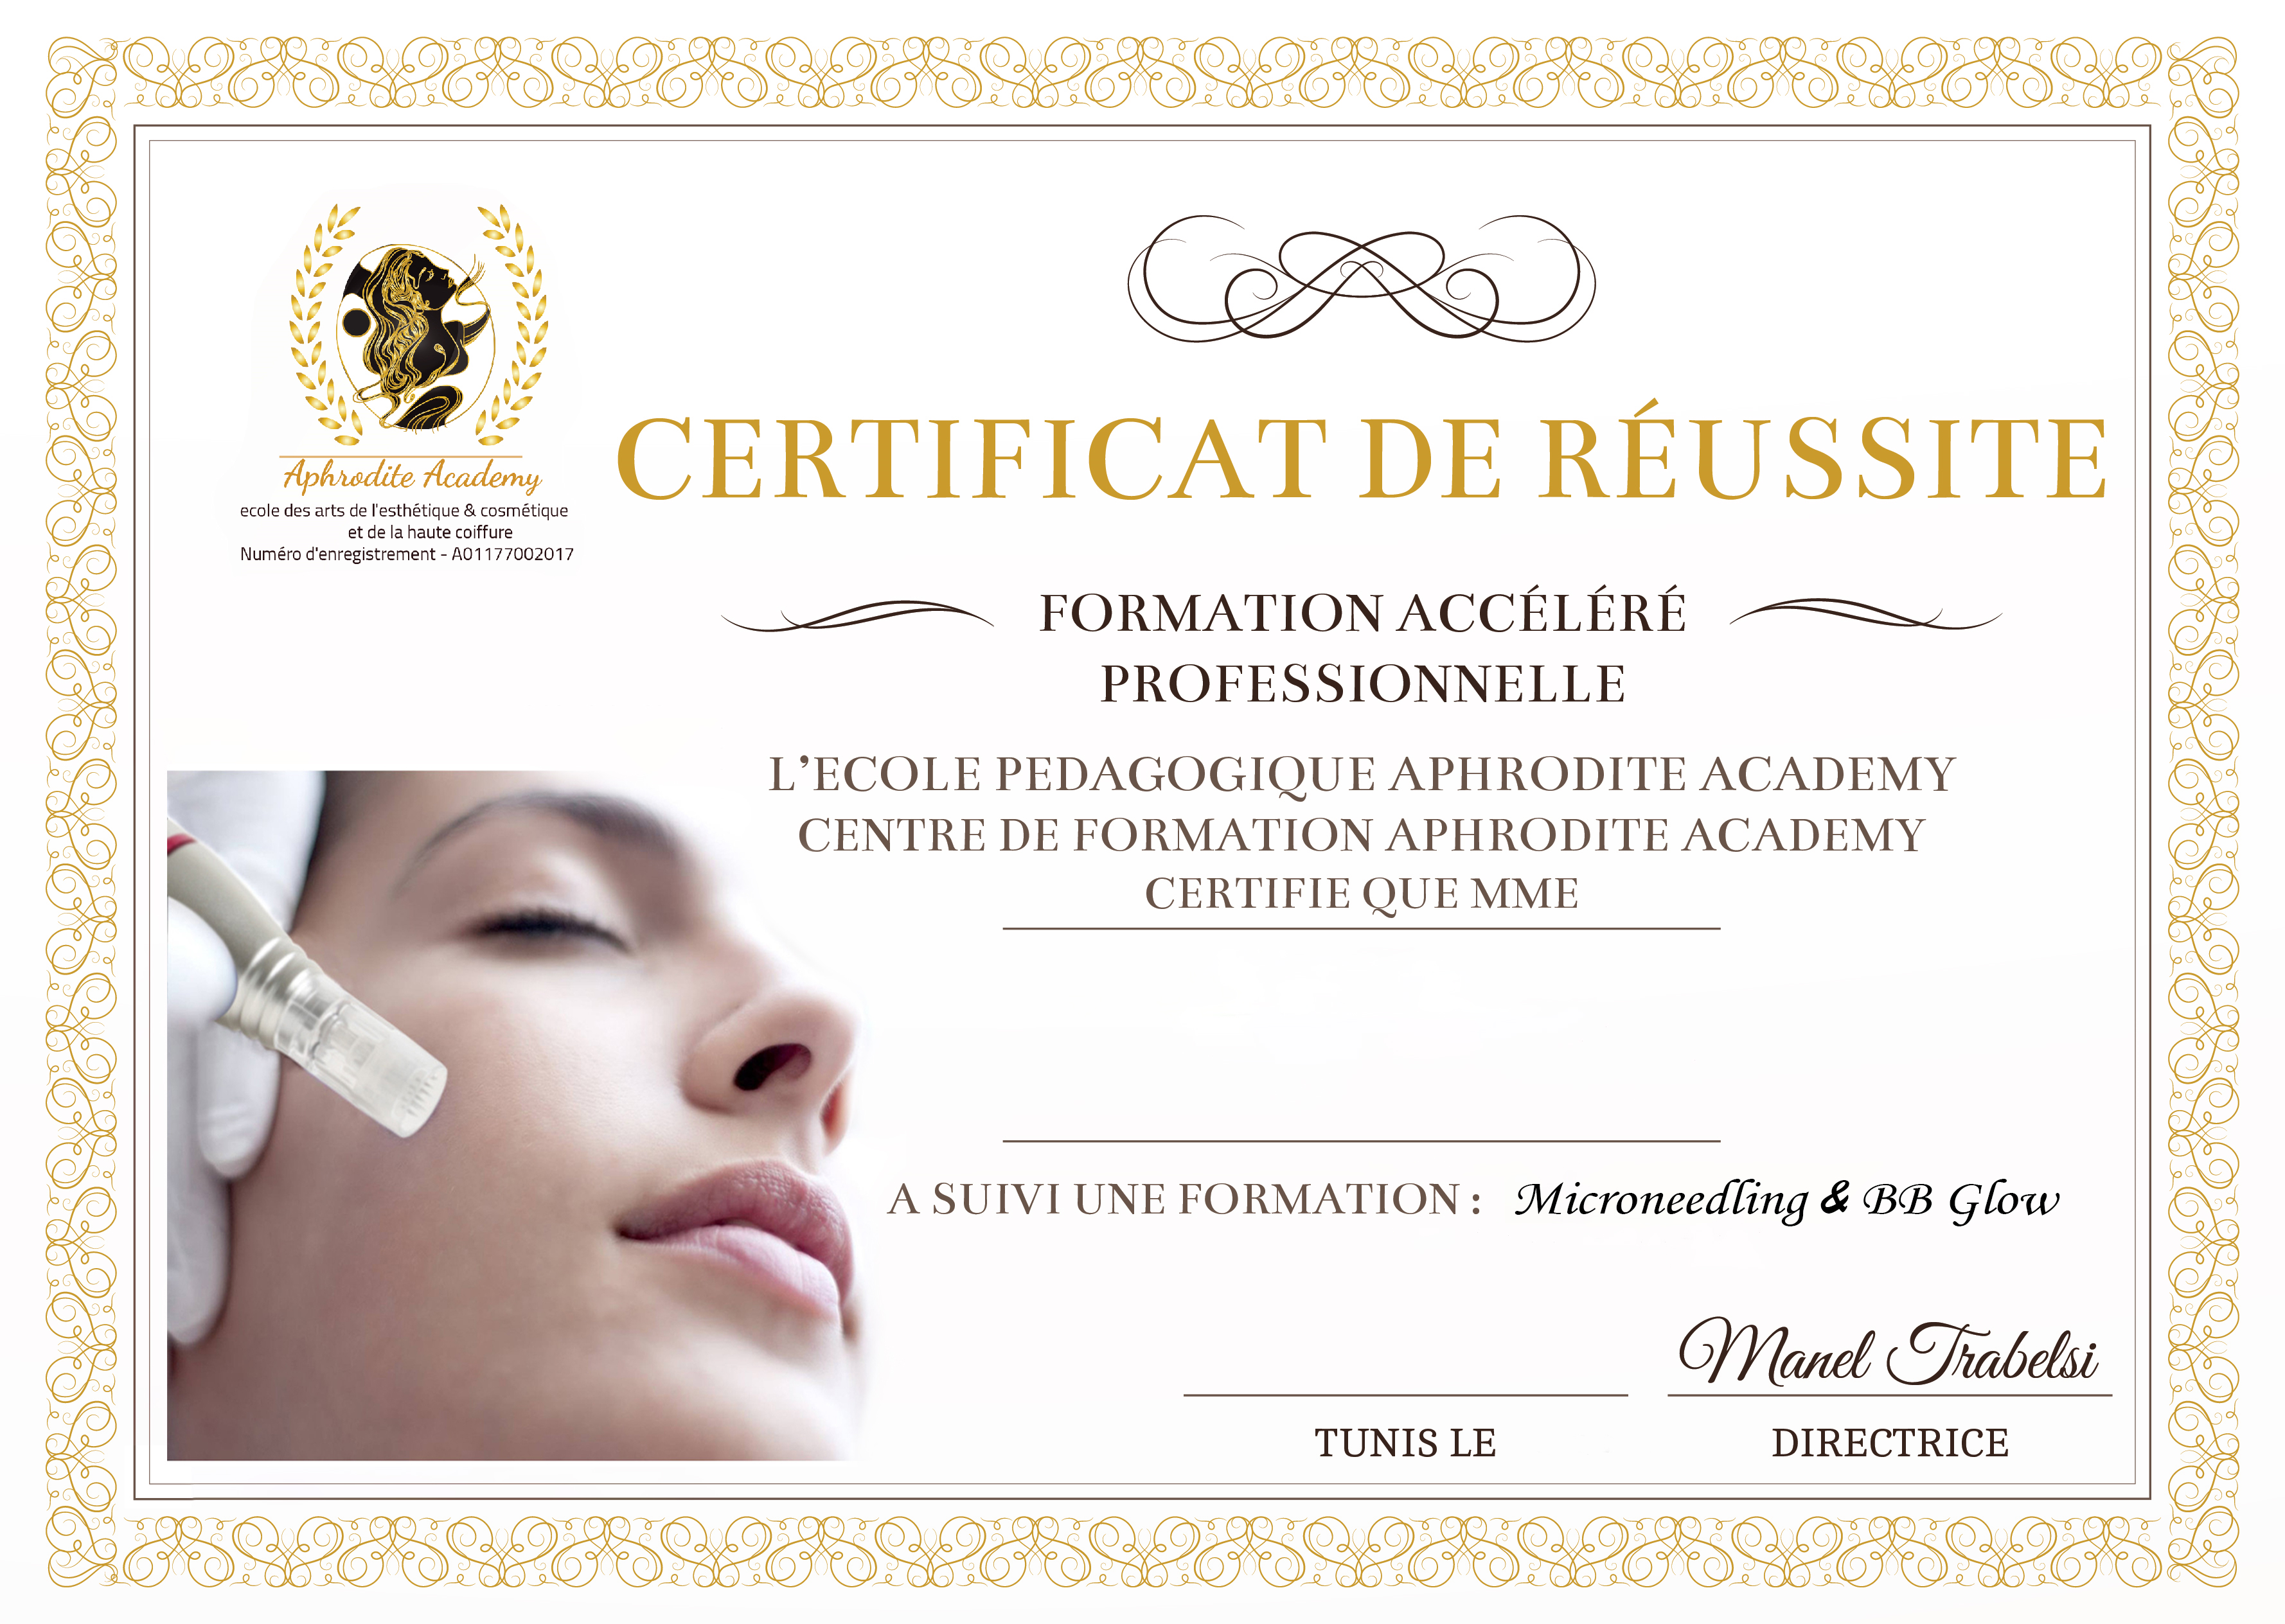 Aphrodite Academy
ecole des arts de l'esthétique & cosmétique
et de la haute coiffure
Numéro d'enregistrement - A01177002017
CERTIFICAT DE RÉUSSITE
FORMATION ACCÉLÉRÉ
PROFESSIONNELLE
L'ECOLE PEDAGOGIQUE APHRODITE ACADEMY
CENTRE DE FORMATION APHRODITE ACADEMY
CERTIFIE QUE MME
A SUIVI UNE FORMATION : Microneedling & BB Glow
Manel Trabelsi
TUNIS LE
DIRECTRICE